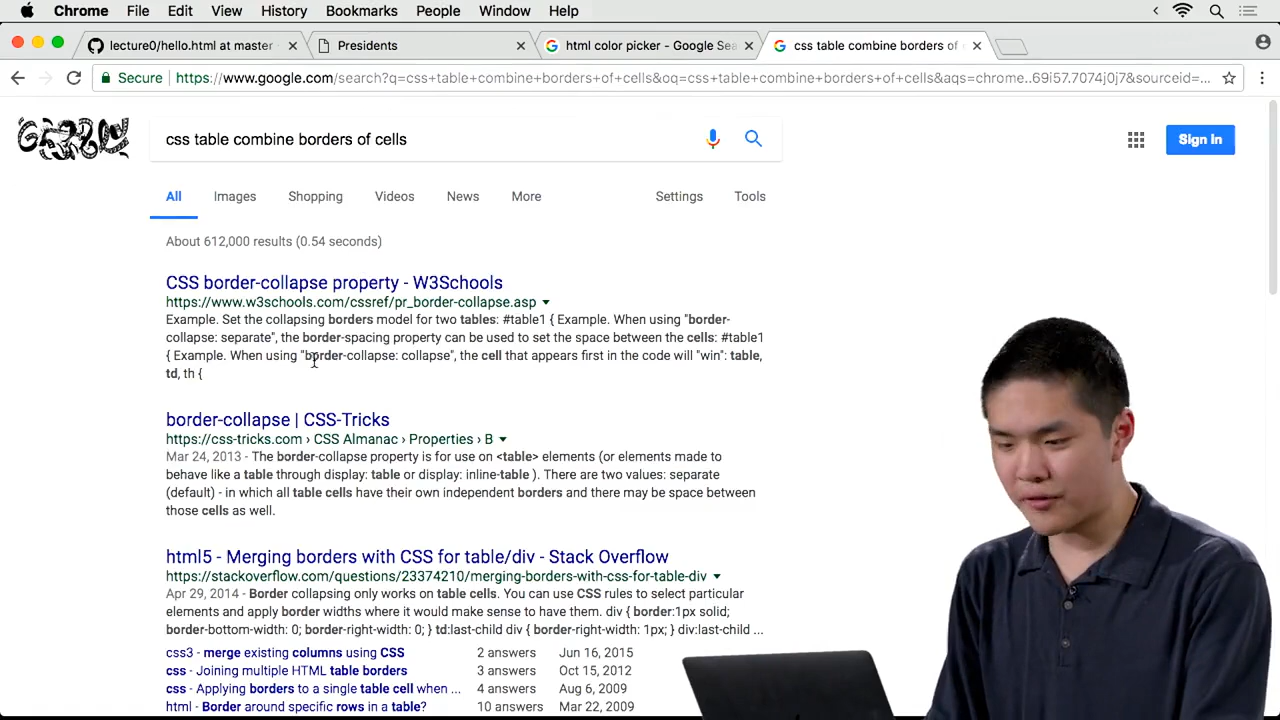 Chrome File Edit View History Bookmarks People Window Help
lecture0/hello.html at master
Presidents
html color picker - Google Sea
css table combine borders of
Secure https://www.google.com/search?q=css+table+combine+borders+of+cells&oq=css+table+combine+borders+of+cells&aqs=chrome..69i57.7074j0j7&sourceid=...
css table combine borders of cells
Sign in
All Images Shopping Videos News More Settings Tools
About 612,000 results (0.54 seconds)
CSS border-collapse property - W3Schools
https://www.w3schools.com/cssref/pr_border-collapse.asp
Example. Set the collapsing borders model for two tables: #table1 { Example. When using "border-
collapse: separate", the border-spacing property can be used to set the space between the cells: #table1
{ Example. When using "border-collapse: collapse", the cell that appears first in the code will "win": table,
td, th {
border-collapse | CSS-Tricks
https://css-tricks.com › CSS Almanac › Properties › B
Mar 24, 2013 - The border-collapse property is for use on <table> elements (or elements made to
behave like a table through display: table or display: inline-table ). There are two values: separate
(default) - in which all table cells have their own independent borders and there may be space between
those cells as well.
html5 - Merging borders with CSS for table/div - Stack Overflow
https://stackoverflow.com/questions/23374210/merging-borders-with-css-for-table-div
Apr 29, 2014 - Border collapsing only works on table cells. You can use CSS rules to select particular
elements and apply border widths where it would make sense to have them. div { border:1px solid;
border-bottom-width: 0; border-right-width: 0; } td:last-child div { border-right-width: 1px; } div:last-child ...
css3 - merge existing columns using CSS 2 answers Jun 16, 2015
css - Joining multiple HTML table borders 3 answers Oct 15, 2012
css - Applying borders to a single table cell when ... 4 answers Aug 6, 2009
html - Border around specific rows in a table? 10 answers Mar 22, 2009